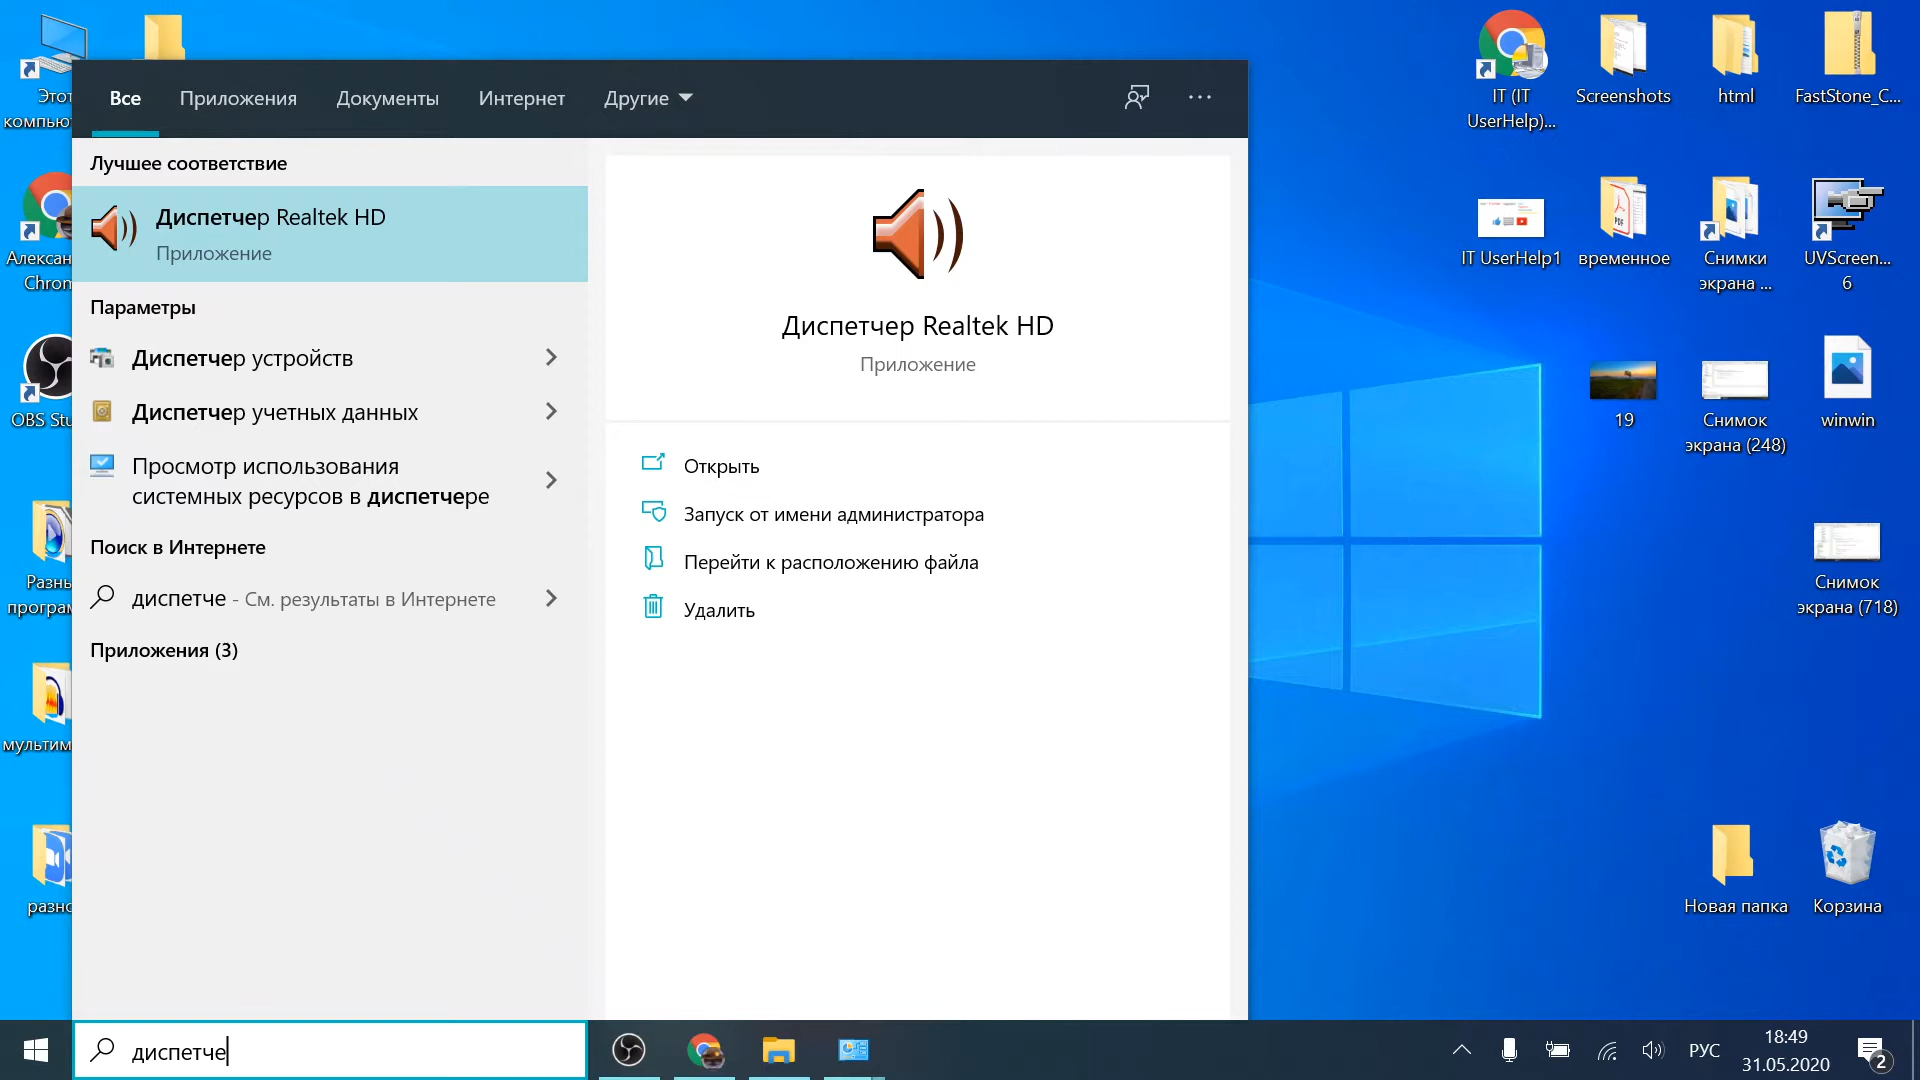 Этот
компью
Алексан
Chron
OBS Stu
Разны
програм
мультим
разно
Все
Приложения
Документы
Интернет
Другие
Лучшее соответствие
Диспетчер Realtek HD
Приложение
Параметры
Диспетчер устройств
Диспетчер учетных данных
Просмотр использования
системных ресурсов в диспетчере
Поиск в Интернете
диспетче - См. результаты в Интернете
Приложения (3)
Диспетчер Realtek HD
Приложение
Открыть
Запуск от имени администратора
Перейти к расположению файла
Удалить
IT (IT
UserHelp)...
Screenshots
html
FastStone_C...
IT UserHelp1
временное
PDF
Снимки
экрана ...
UVScreen...
6
19
Снимок
экрана (248)
winwin
Снимок
экрана (718)
Новая папка
Корзина
диспетче
РУС
18:49
31.05.2020
2